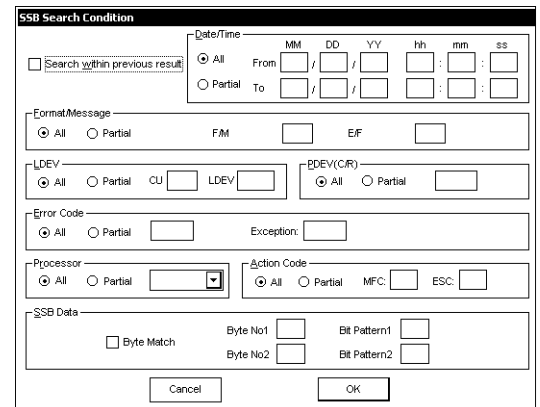 SSB Search Condition
Date/Time
MM DD YY hh mm ss
Search within previous result
All From / / : :
Partial To / / : :
Format/Message
All Partial F/M E/F
LDEV PDEV(C/R)
All Partial CU LDEV All Partial
Error Code
All Partial Exception:
Processor Action Code
All Partial All Partial MFC: ESC:
SSB Data
Byte No1 Bit Pattern1
Byte Match
Byte No2 Bit Pattern2
Cancel OK